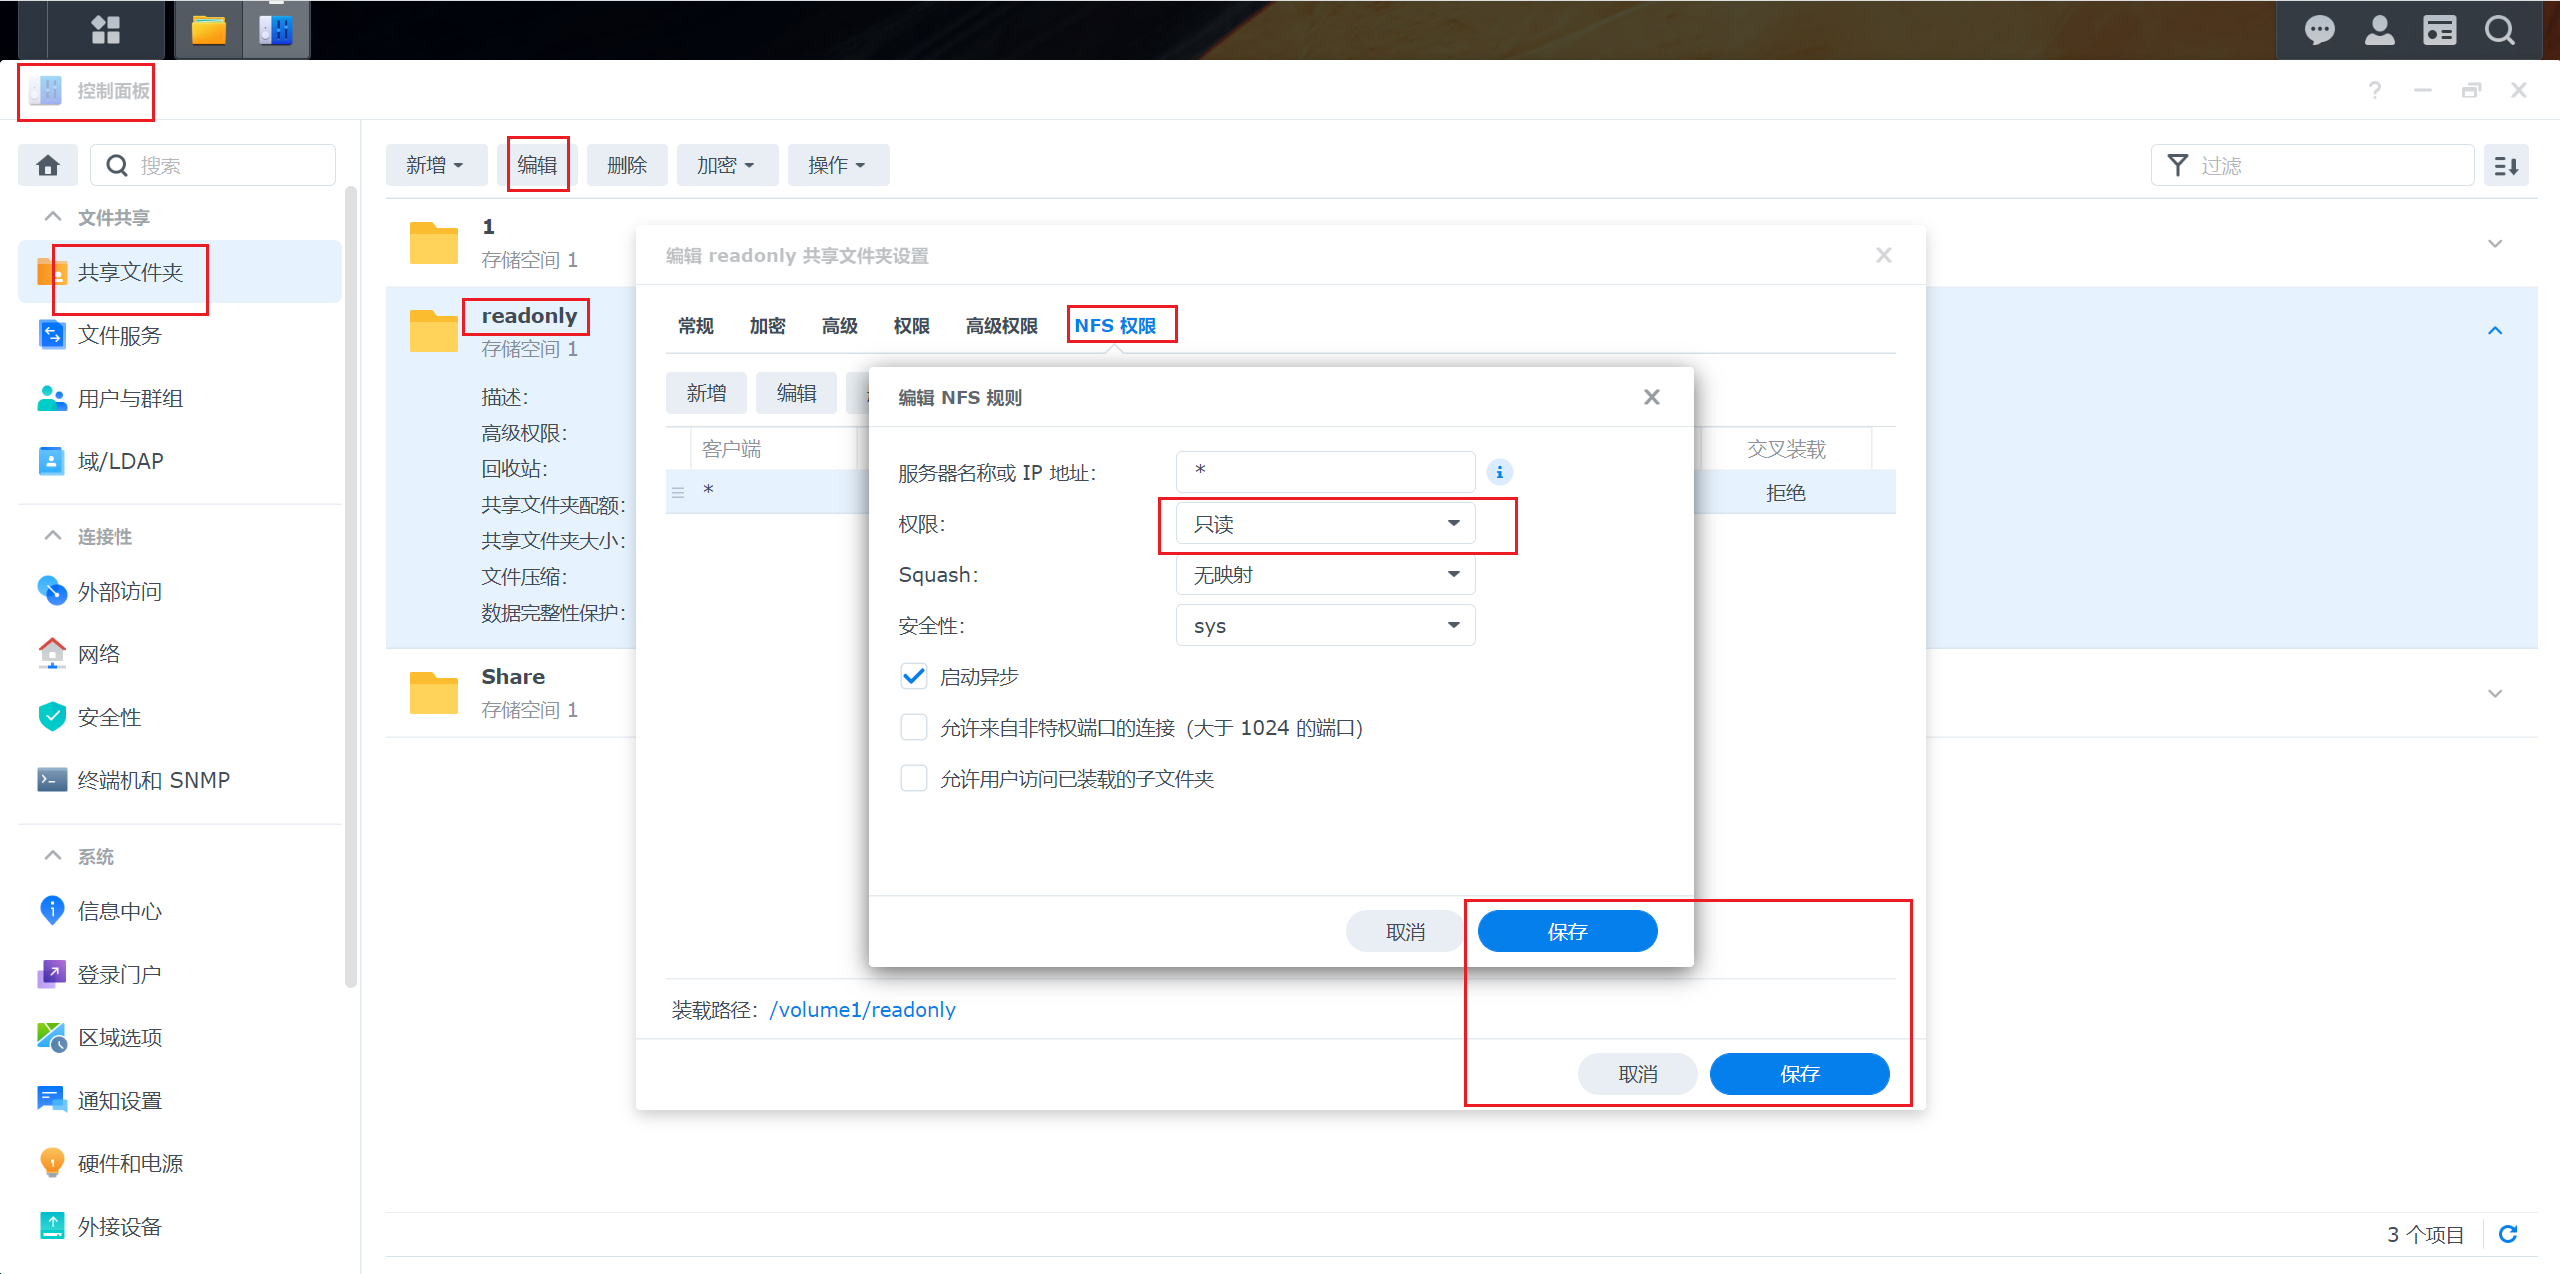 控制面板
搜索
新增
编辑
删除
加密
操作
过滤
文件共享
共享文件夹
文件服务
用户与群组
域/LDAP
连接性
外部访问
网络
安全性
终端机和 SNMP
系统
信息中心
登录门户
区域选项
通知设置
硬件和电源
外接设备
1
存储空间 1
readonly
存储空间 1
描述:
高级权限:
回收站:
共享文件夹配额:
共享文件夹大小:
文件压缩:
数据完整性保护:
Share
存储空间 1
编辑 readonly 共享文件夹设置
常规
加密
高级
权限
高级权限
NFS 权限
新增
编辑
客户端
交叉装载
*
拒绝
编辑 NFS 规则
服务器名称或 IP 地址:
*
权限:
只读
Squash:
无映射
安全性:
sys
启动异步
允许来自非特权端口的连接 (大于 1024 的端口)
允许用户访问已装载的子文件夹
取消
保存
装载路径: /volume1/readonly
取消
保存
3 个项目